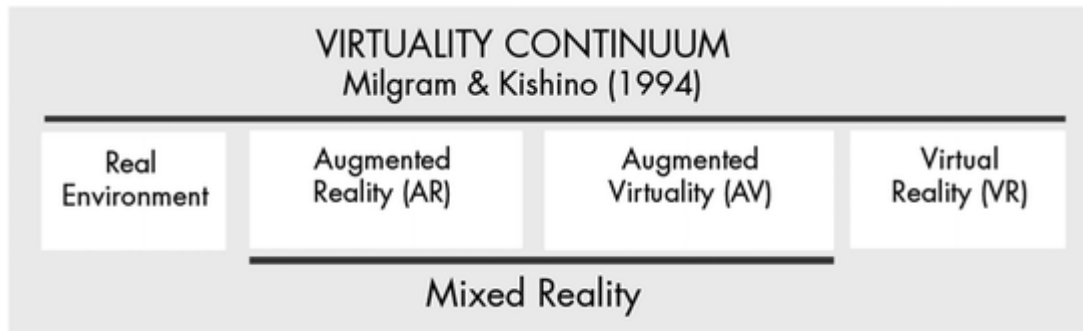 VIRTUALITY CONTINUUM
Milgram & Kishino (1994)
Real
Environment
Augmented
Reality (AR)
Augmented
Virtuality (AV)
Virtual
Reality (VR)
Mixed Reality